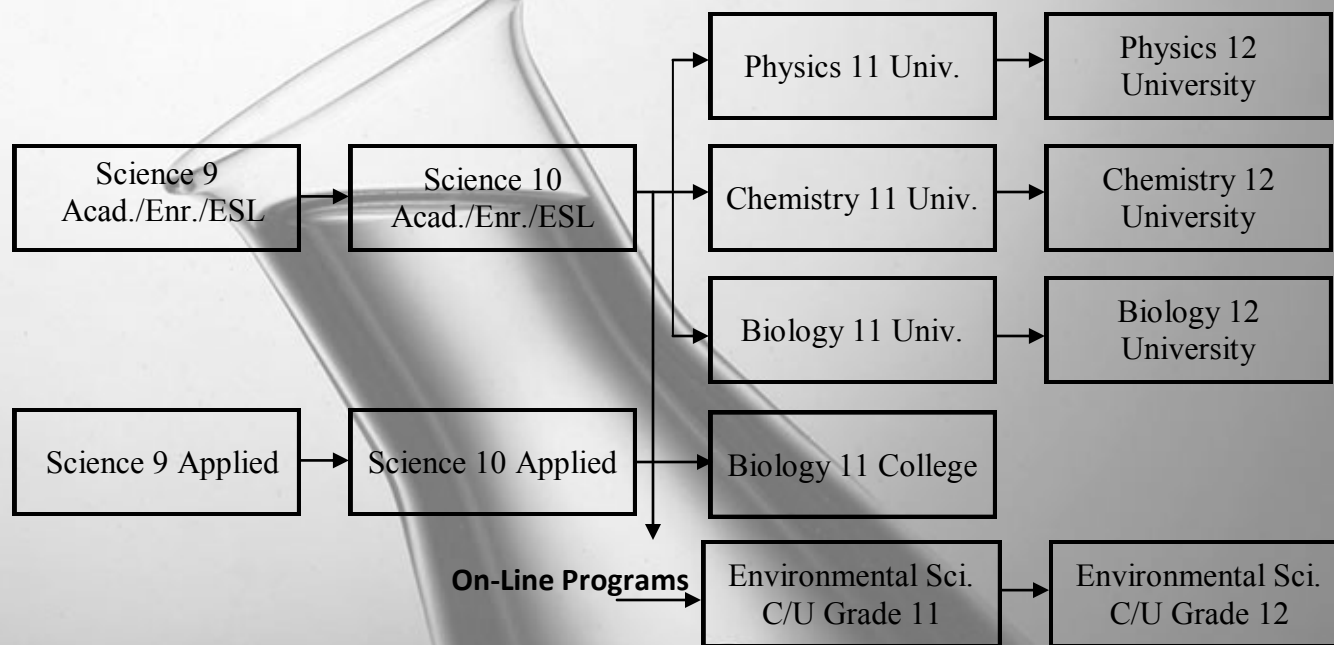 Physics 11 Univ.
Physics 12
University
Science 9
Acad./Enr./ESL
Science 10
Acad./Enr./ESL
Chemistry 11 Univ.
Chemistry 12
University
Biology 11 Univ.
Biology 12
University
Science 9 Applied
Science 10 Applied
Biology 11 College
On-Line Programs
Environmental Sci.
C/U Grade 11
Environmental Sci.
C/U Grade 12